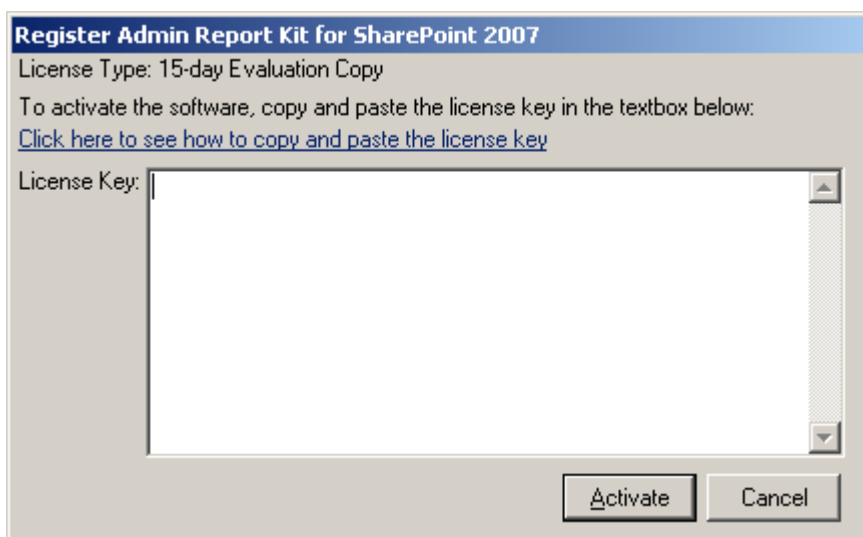 Register Admin Report Kit for SharePoint 2007
License Type: 15-day Evaluation Copy
To activate the software, copy and paste the license key in the textbox below:
Click here to see how to copy and paste the license key
License Key:
Activate Cancel